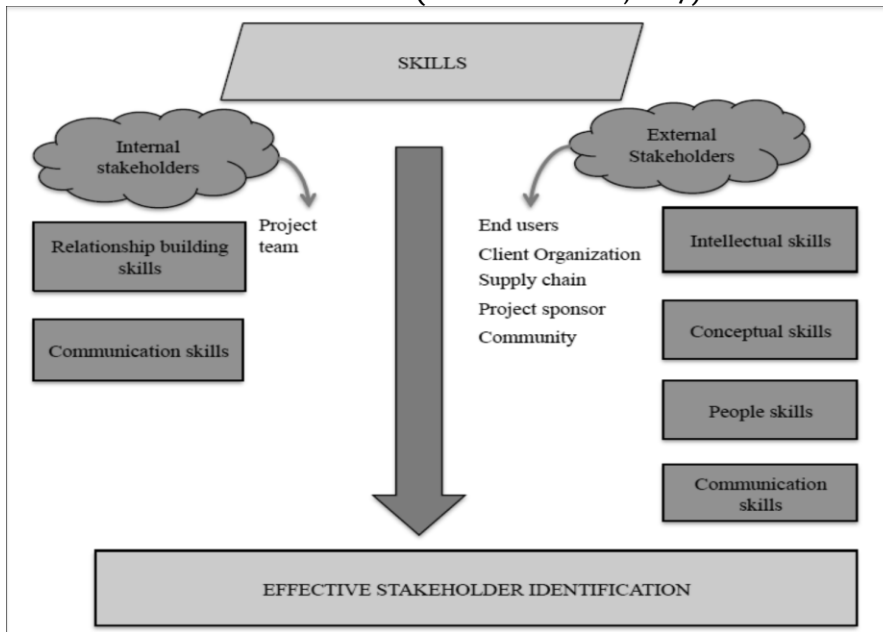 SKILLS
Internal
stakeholders
External
Stakeholders
Project
team
Relationship building
skills
Communication skills
End users
Client Organization
Supply chain
Project sponsor
Community
Intellectual skills
Conceptual skills
People skills
Communication
skills
EFFECTIVE STAKEHOLDER IDENTIFICATION